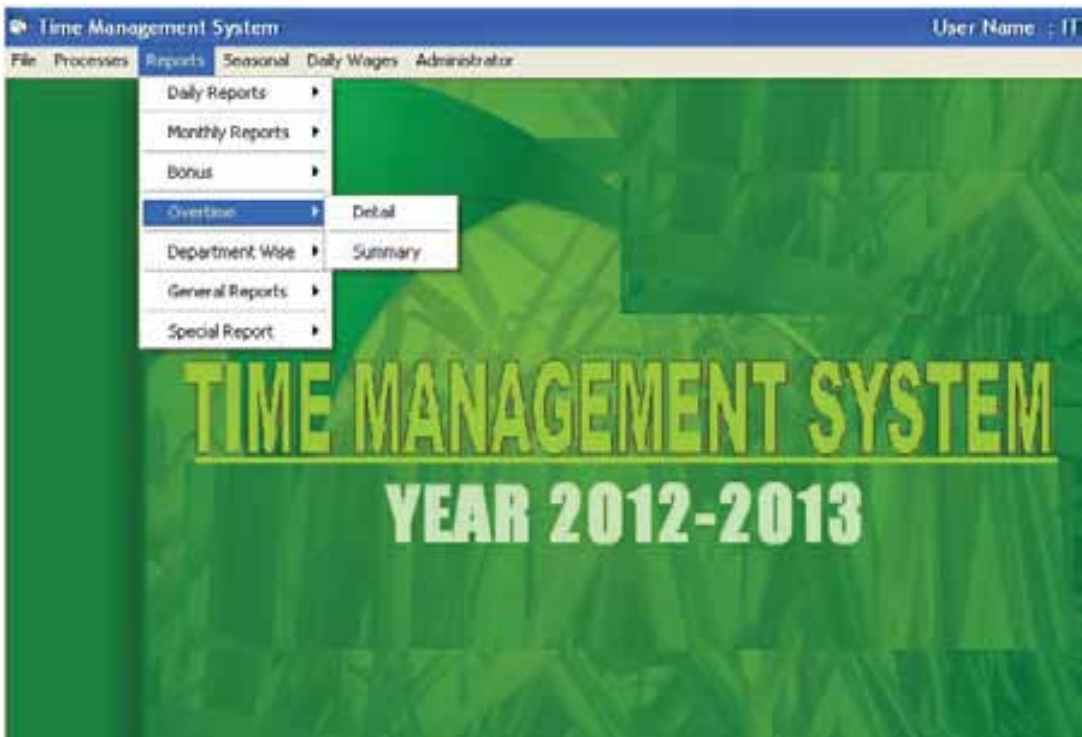 Time Management System User Name : IT
File Processes Reports Seasonal Daily Wages Administrator
Daily Reports
Monthly Reports
Bonus
Overtime Detail
Department Wise Summary
General Reports
Special Report
TIME MANAGEMENT SYSTEM
YEAR 2012-2013